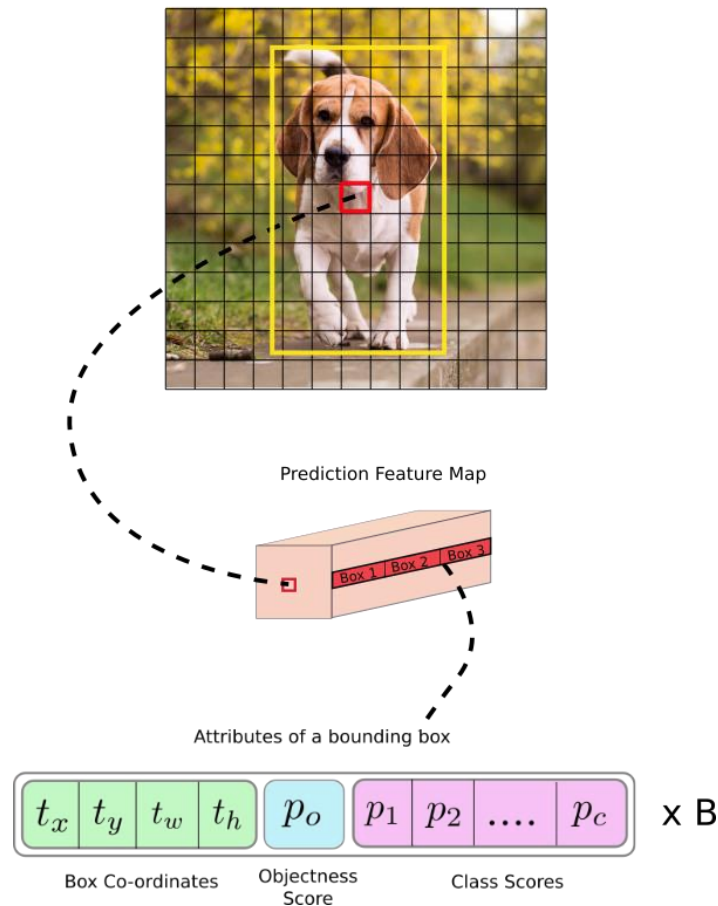 Prediction Feature Map
Box 1 Box 2 Box 3
Attributes of a bounding box
t_x t_y t_w t_h p_o p_1 p_2 .... p_c x B
Box Co-ordinates Objectness Score Class Scores